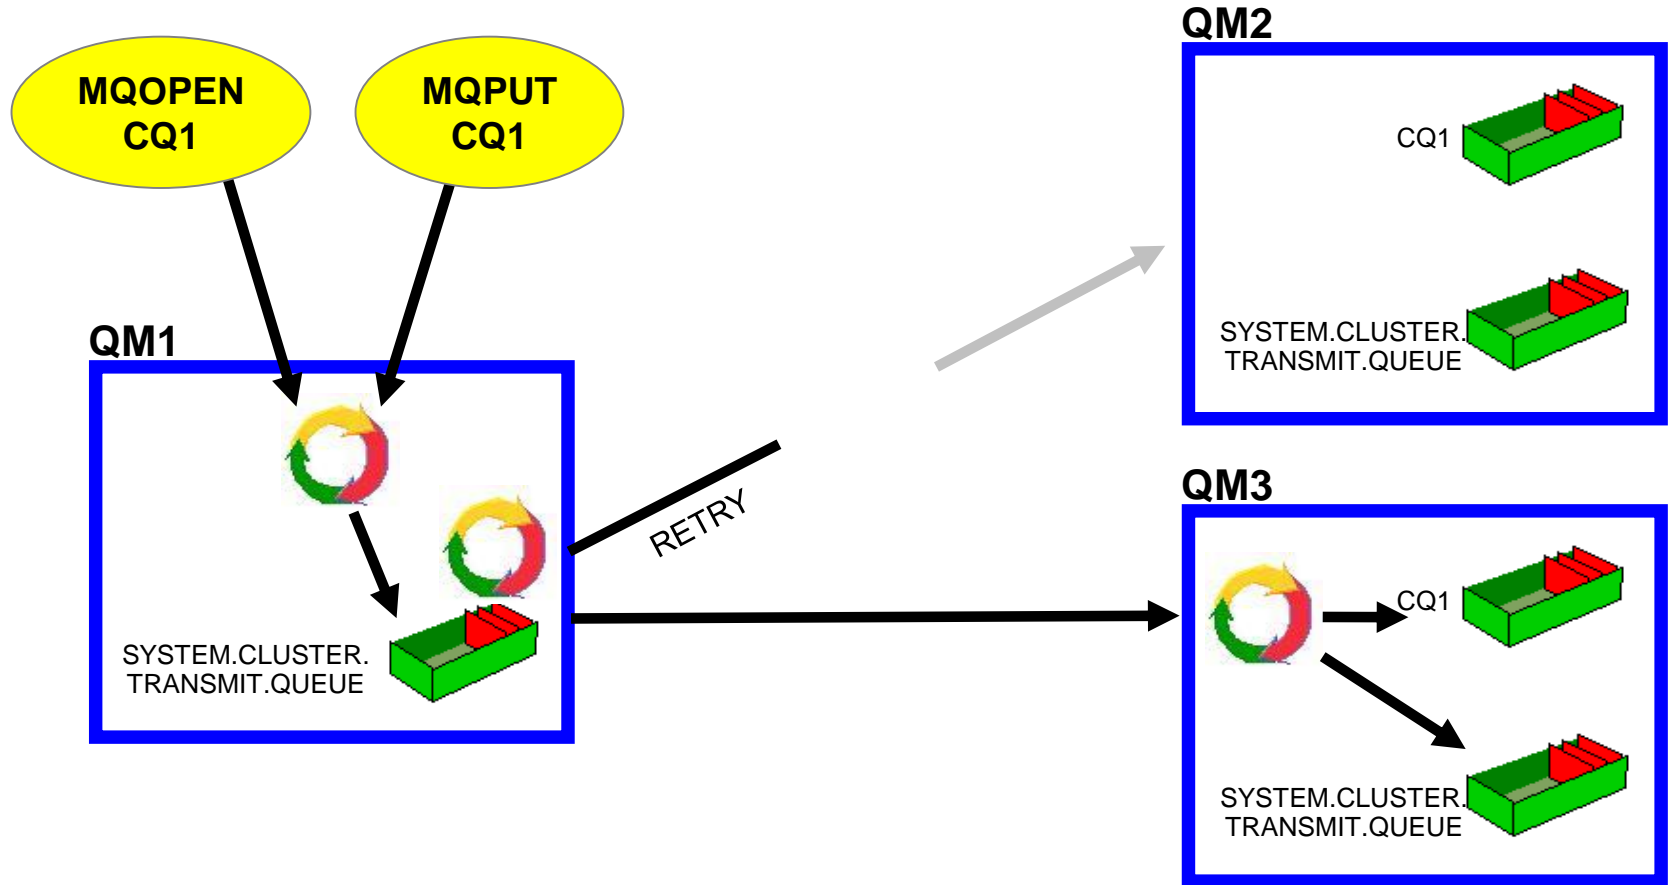 MQOPEN
CQ1
MQPUT
CQ1
QM1
SYSTEM.CLUSTER.
TRANSMIT.QUEUE
RETRY
QM2
CQ1
SYSTEM.CLUSTER.
TRANSMIT.QUEUE
QM3
CQ1
SYSTEM.CLUSTER.
TRANSMIT.QUEUE